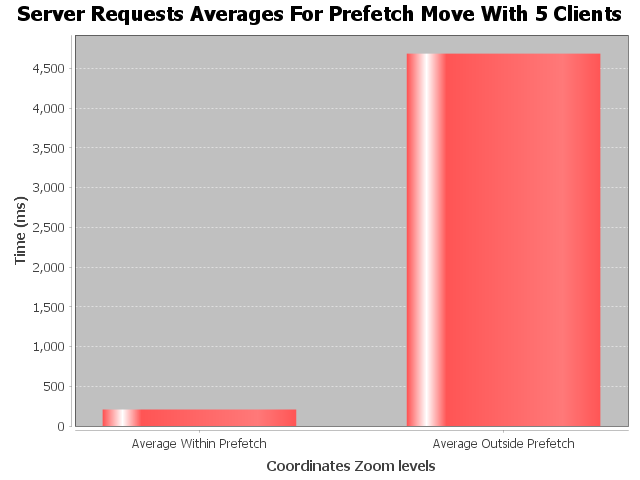 Server Requests Averages For Prefetch Move With 5 Clients
4,500
4,000
3,500
3,000
2,500
2,000
1,500
1,000
500
0
Time (ms)
Average Within Prefetch
Average Outside Prefetch
Coordinates Zoom levels